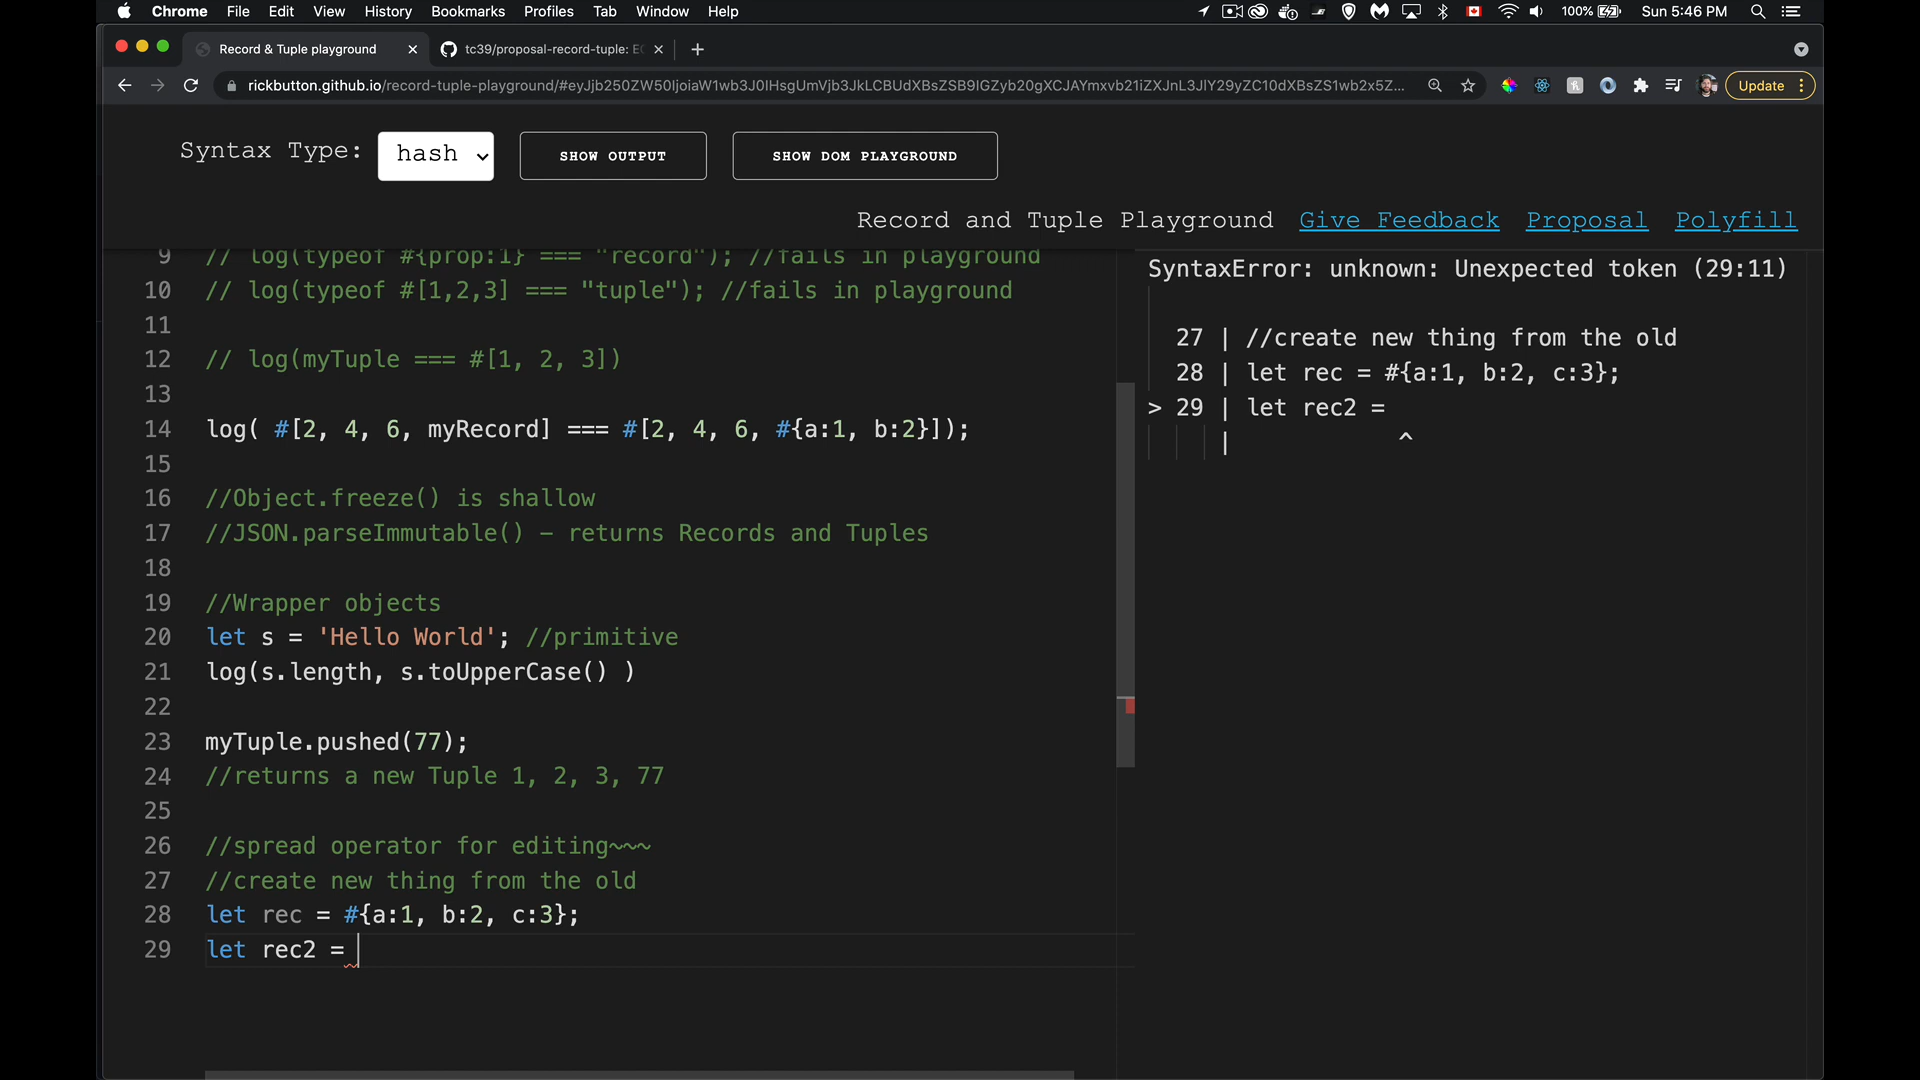 Chrome File Edit View History Bookmarks Profiles Tab Window Help 100% Sun 5:46 PM
Record & Tuple playground tc39/proposal-record-tuple: EC
rickbutton.github.io/record-tuple-playground/#eyJjb250ZW50IjoiaW1wb3J0IHsgUmVjb3JkLCBUdXBsZSB9IGZyb20gXCJAYmxvb21iZXJnL3JlY29yZC10dXBsZS1wb2x5Z... Update
Syntax Type: hash SHOW OUTPUT SHOW DOM PLAYGROUND
Record and Tuple Playground Give Feedback Proposal Polyfill
9 // log(typeof #{prop:1} === "record"); //fails in playground
10 // log(typeof #[1,2,3] === "tuple"); //fails in playground
11
12 // log(myTuple === #[1, 2, 3])
13
14 log( #[2, 4, 6, myRecord] === #[2, 4, 6, #{a:1, b:2}]);
15
16 //Object.freeze() is shallow
17 //JSON.parseImmutable() - returns Records and Tuples
18
19 //Wrapper objects
20 let s = 'Hello World'; //primitive
21 log(s.length, s.toUpperCase() )
22
23 myTuple.pushed(77);
24 //returns a new Tuple 1, 2, 3, 77
25
26 //spread operator for editing~~~
27 //create new thing from the old
28 let rec = #{a:1, b:2, c:3};
29 let rec2 =
SyntaxError: unknown: Unexpected token (29:11)
27 | //create new thing from the old
28 | let rec = #{a:1, b:2, c:3};
> 29 | let rec2 =
| ^